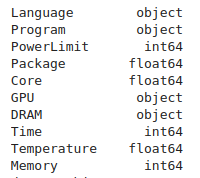 Language object
Program object
PowerLimit int64
Package float64
Core float64
GPU object
DRAM object
Time int64
Temperature float64
Memory int64